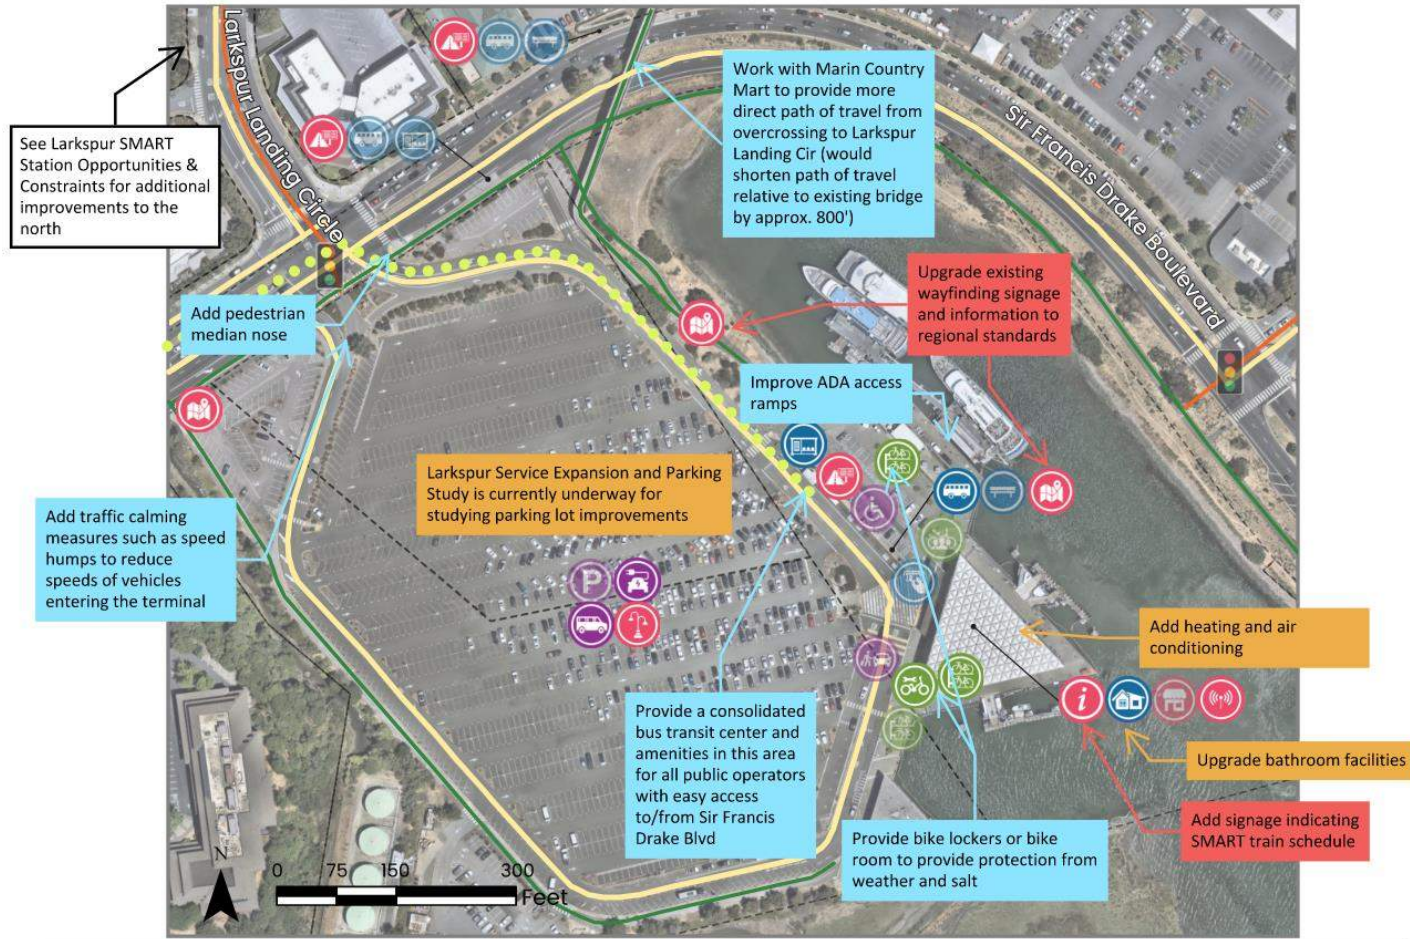 See Larkspur SMART
Station Opportunities &
Constraints for additional
improvements to the
north
Larkspur Landing Circle
Work with Marin Country
Mart to provide more
direct path of travel from
overcrossing to Larkspur
Landing Cir (would
shorten path of travel
relative to existing bridge
by approx. 800')
Sir Francis Drake Boulevard
Upgrade existing
wayfinding signage
and information to
regional standards
Add pedestrian
median nose
Improve ADA access
ramps
Larkspur Service Expansion and Parking
Study is currently underway for
studying parking lot improvements
Add traffic calming
measures such as speed
humps to reduce
speeds of vehicles
entering the terminal
P
Add heating and air
conditioning
i
Provide a consolidated
bus transit center and
amenities in this area
for all public operators
with easy access
to/from Sir Francis
Drake Blvd
Upgrade bathroom facilities
Add signage indicating
SMART train schedule
Provide bike lockers or bike
room to provide protection from
weather and salt
N
0 75 150 300
Feet